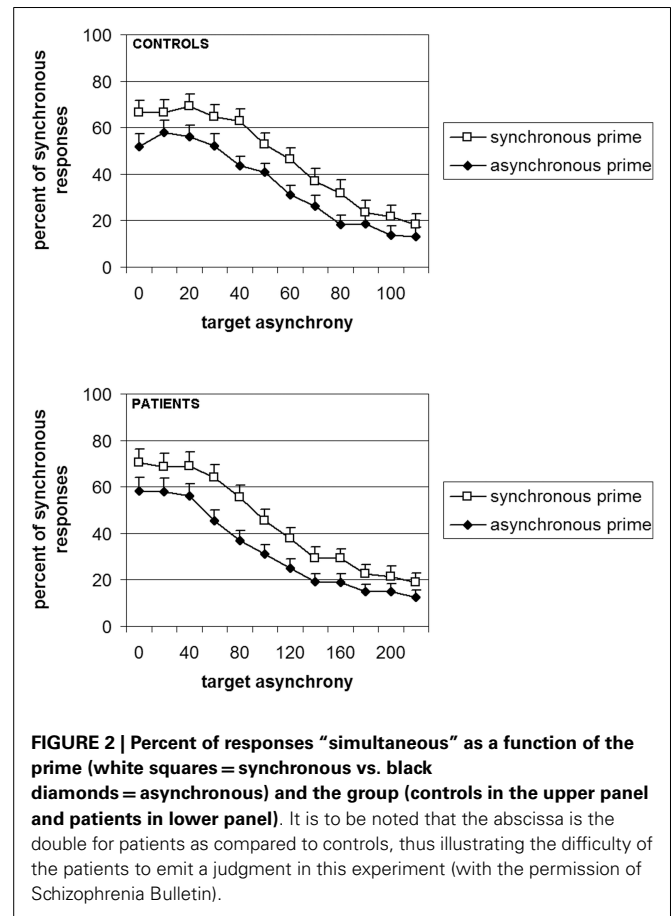 100
80
60
40
20
0
percent of synchronous
responses
CONTROLS
0 20 40 60 80 100
target asynchrony
synchronous prime
asynchronous prime
100
80
60
40
20
0
percent of synchronous
responses
PATIENTS
0 40 80 120 160 200
target asynchrony
synchronous prime
asynchronous prime
FIGURE 2 | Percent of responses “simultaneous” as a function of the
prime (white squares = synchronous vs. black
diamonds = asynchronous) and the group (controls in the upper panel
and patients in lower panel). It is to be noted that the abscissa is the
double for patients as compared to controls, thus illustrating the difficulty of
the patients to emit a judgment in this experiment (with the permission of
Schizophrenia Bulletin).